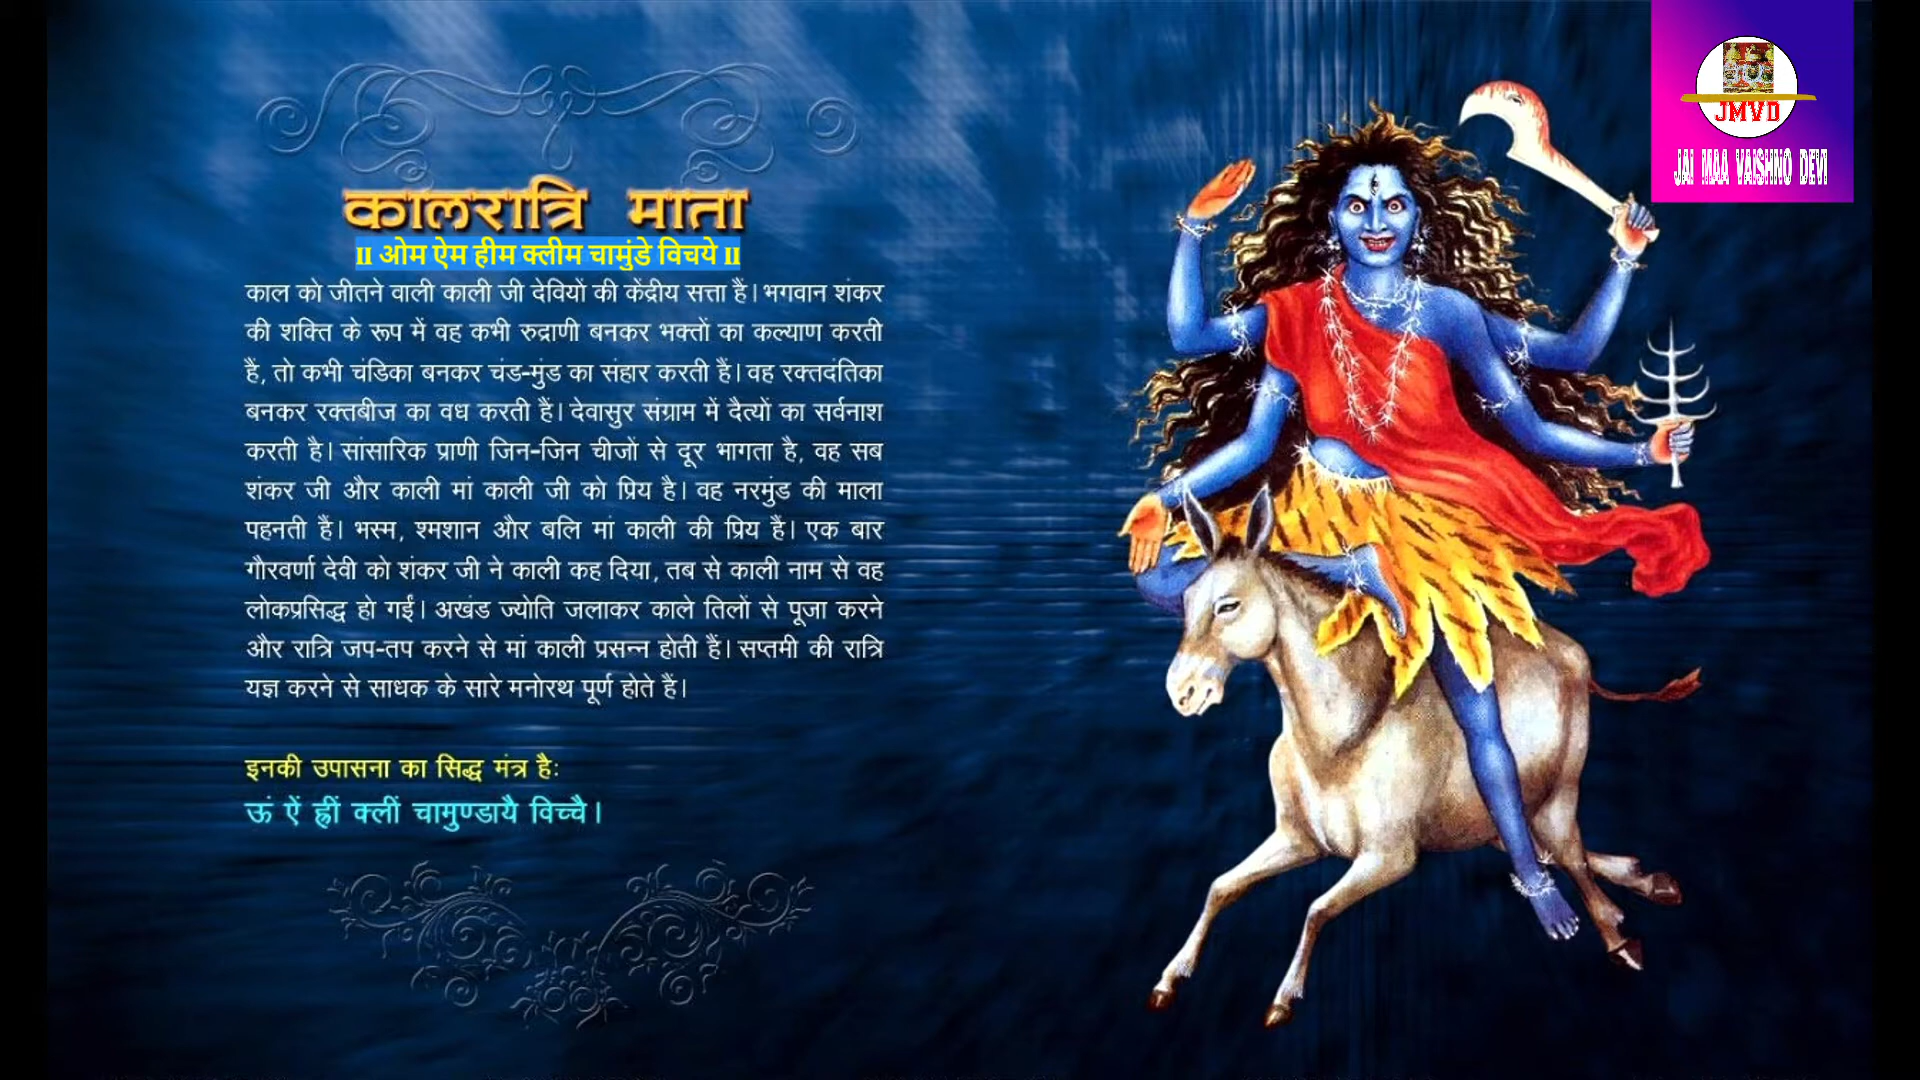 कालरात्रि माता
II ओम ऐम हीम क्लीम चामुंडे विचये II
काल को जीतने वाली काली जी देवियों की केंद्रीय सत्ता हैं। भगवान शंकर
की शक्ति के रूप में वह कभी रुद्राणी बनकर भक्तों का कल्याण करती
हैं, तो कभी चंडिका बनकर चंड-मुंड का संहार करती हैं। वह रक्तदंतिका
बनकर रक्तबीज का वध करती हैं। देवासुर संग्राम में दैत्यों का सर्वनाश
करती है। सांसारिक प्राणी जिन-जिन चीजों से दूर भागता है, वह सब
शंकर जी और काली मां काली जी को प्रिय है। वह नरमुंड की माला
पहनती हैं। भस्म, श्मशान और बलि मां काली की प्रिय हैं। एक बार
गौरवर्णा देवी को शंकर जी ने काली कह दिया, तब से काली नाम से वह
लोकप्रसिद्ध हो गईं। अखंड ज्योति जलाकर काले तिलों से पूजा करने
और रात्रि जप-तप करने से मां काली प्रसन्न होती हैं। सप्तमी की रात्रि
यज्ञ करने से साधक के सारे मनोरथ पूर्ण होते हैं।
इनकी उपासना का सिद्ध मंत्र है:
ऊं ऐं ह्रीं क्लीं चामुण्डायै विच्चै।
JMVD
JAI MAA VAISHNO DEVI